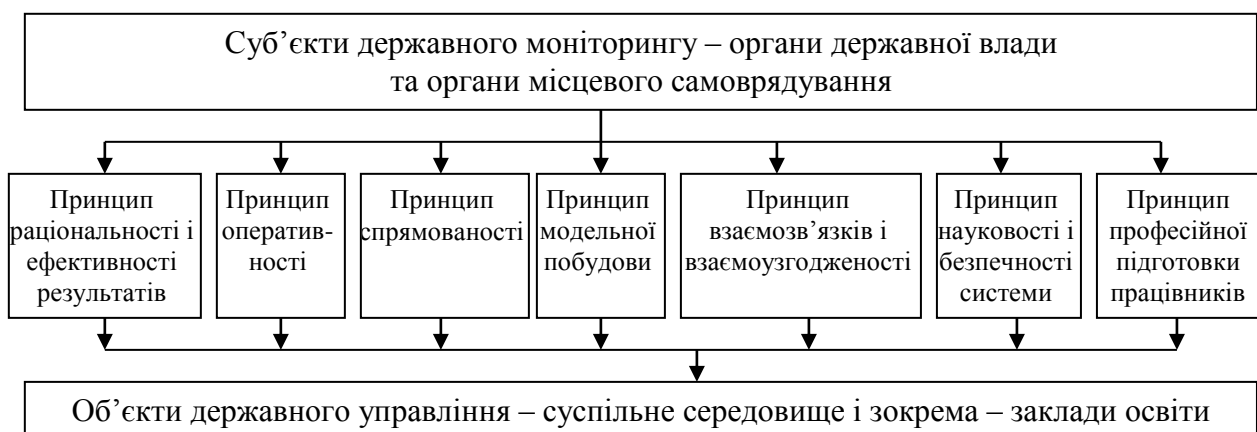 Суб’єкти державного моніторингу – органи державної влади
та органи місцевого самоврядування
Принцип
раціональності і
ефективності
результатів
Принцип
оператив-
ності
Принцип
спрямованості
Принцип
модельної
побудови
Принцип
взаємозв’язків і
взаємоузгодженості
Принцип
науковості і
безпечності
системи
Принцип
професійної
підготовки
працівників
Об’єкти державного управління – суспільне середовище і зокрема – заклади освіти